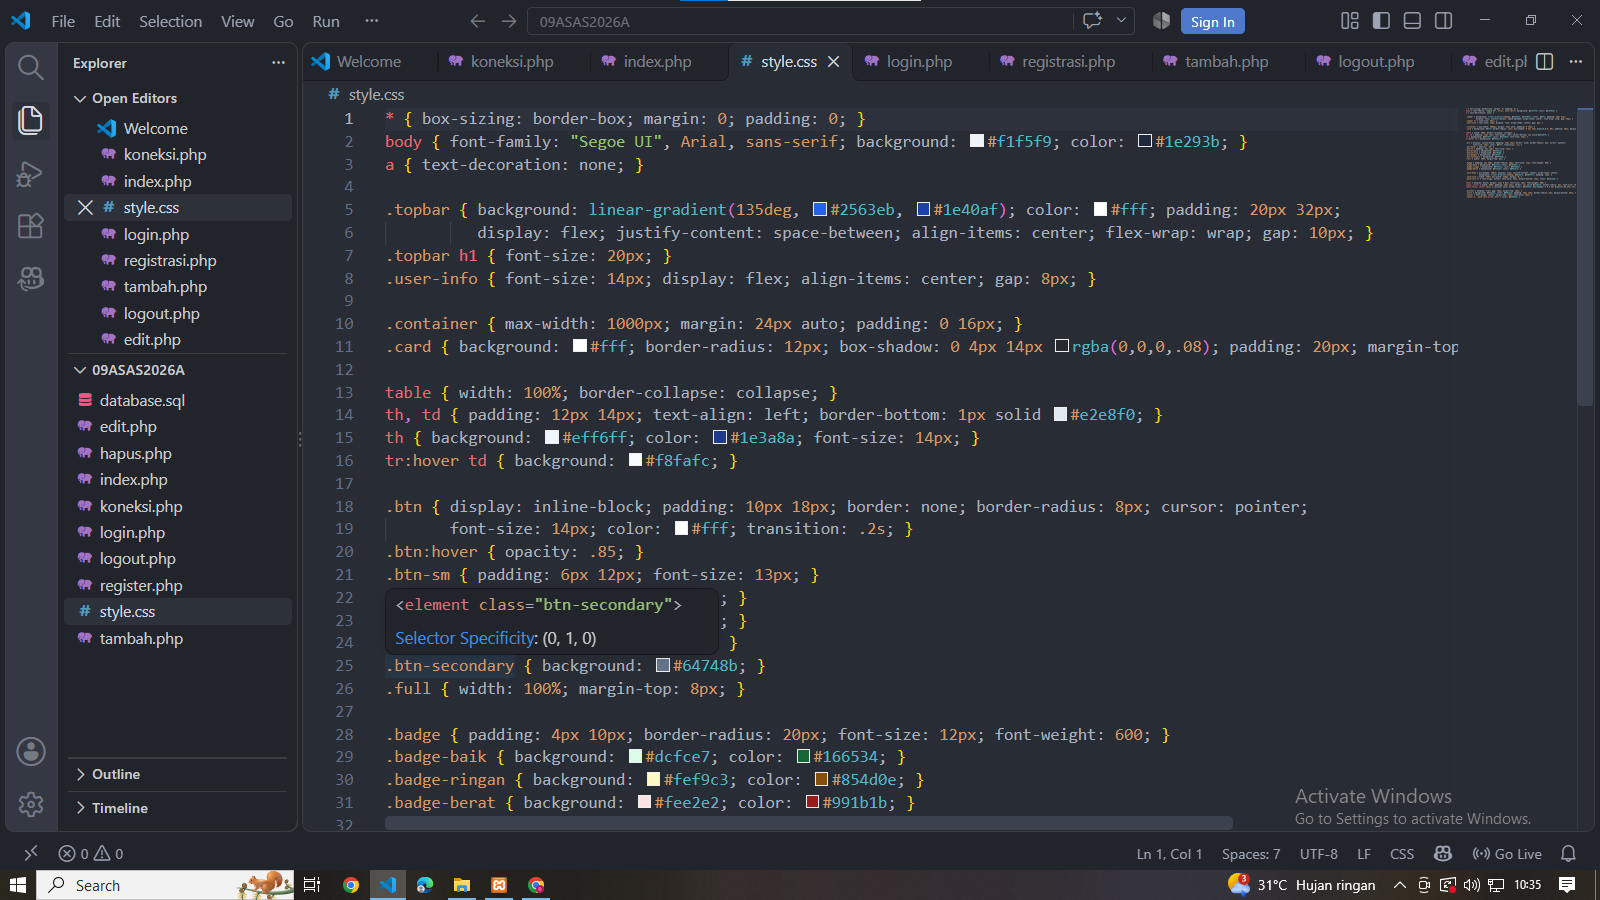 File Edit Selection View Go Run ···
09ASAS2026A
Sign In
Explorer
Open Editors
Welcome
koneksi.php
index.php
style.css
login.php
registrasi.php
tambah.php
logout.php
edit.php
09ASAS2026A
database.sql
edit.php
hapus.php
index.php
koneksi.php
login.php
logout.php
register.php
style.css
tambah.php
Outline
Timeline
Welcome koneksi.php index.php style.css login.php registrasi.php tambah.php logout.php edit.pl
# style.css
1 * { box-sizing: border-box; margin: 0; padding: 0; }
2 body { font-family: "Segoe UI", Arial, sans-serif; background: #f1f5f9; color: #1e293b; }
3 a { text-decoration: none; }
4
5 .topbar { background: linear-gradient(135deg, #2563eb, #1e40af); color: #fff; padding: 20px 32px;
6 display: flex; justify-content: space-between; align-items: center; flex-wrap: wrap; gap: 10px; }
7 .topbar h1 { font-size: 20px; }
8 .user-info { font-size: 14px; display: flex; align-items: center; gap: 8px; }
9
10 .container { max-width: 1000px; margin: 24px auto; padding: 0 16px; }
11 .card { background: #fff; border-radius: 12px; box-shadow: 0 4px 14px rgba(0,0,0,.08); padding: 20px; margin-top
12
13 table { width: 100%; border-collapse: collapse; }
14 th, td { padding: 12px 14px; text-align: left; border-bottom: 1px solid #e2e8f0; }
15 th { background: #eff6ff; color: #1e3a8a; font-size: 14px; }
16 tr:hover td { background: #f8fafc; }
17
18 .btn { display: inline-block; padding: 10px 18px; border: none; border-radius: 8px; cursor: pointer;
19 font-size: 14px; color: #fff; transition: .2s; }
20 .btn:hover { opacity: .85; }
21 .btn-sm { padding: 6px 12px; font-size: 13px; }
22 ; }
23 ; }
24 }
<element class="btn-secondary">
Selector Specificity: (0, 1, 0)
25 .btn-secondary { background: #64748b; }
26 .full { width: 100%; margin-top: 8px; }
27
28 .badge { padding: 4px 10px; border-radius: 20px; font-size: 12px; font-weight: 600; }
29 .badge-baik { background: #dcfce7; color: #166534; }
30 .badge-ringan { background: #fef9c3; color: #854d0e; }
31 .badge-berat { background: #fee2e2; color: #991b1b; }
32
Activate Windows
Go to Settings to activate Windows.
0 0 Ln 1, Col 1 Spaces: 7 UTF-8 LF CSS Go Live
Search 31°C Hujan ringan 10:35